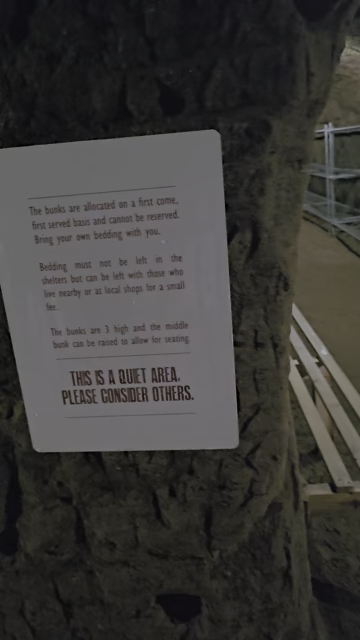 The bunks are allocated on a first come,
first served basis and cannot be reserved.
Bring your own bedding with you.
Bedding must not be left in the
shelters but can be left with those who
live nearby or at local shops for a small
fee.
The bunks are 3 high and the middle
bunk can be raised to allow for seating.
THIS IS A QUIET AREA,
PLEASE CONSIDER OTHERS.